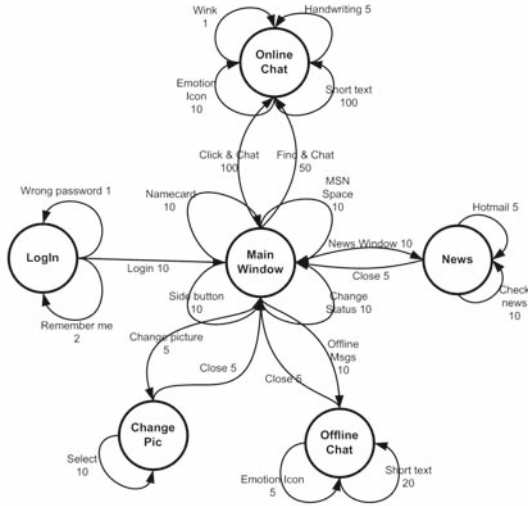 Wink
1
Handwriting 5
Online
Chat
Emotion
Icon
10
Short text
100
Click & Chat
100
Find & Chat
50
Wrong password 1
Namecard
10
MSN
Space
10
Hotmail 5
LogIn
Login 10
Main
Window
News Window 10
Close 5
News
Remember me
2
Side button
10
Change
Status 10
Check
news
10
Change picture
5
Close 5
Close 5
Offline
Msgs
10
Change
Pic
Select
10
Offline
Chat
Emotion Icon
5
Short text
20